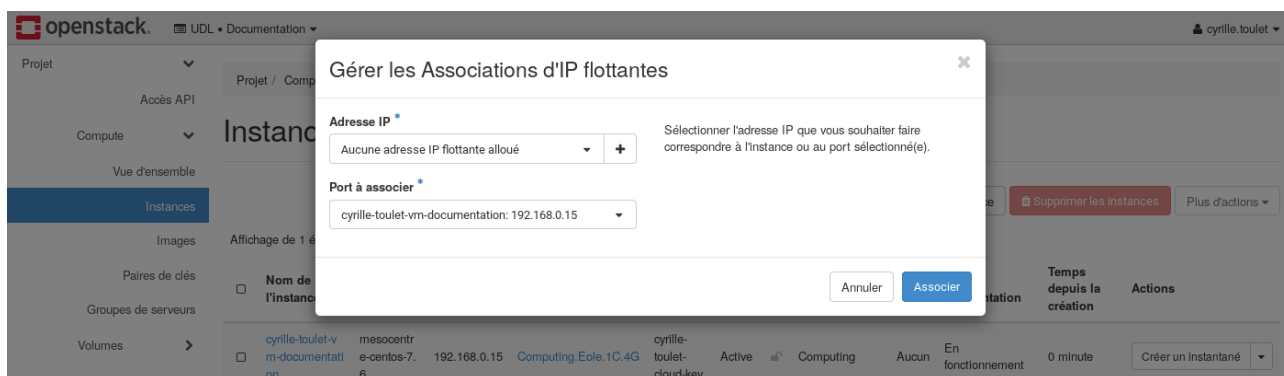 openstack.
UDL • Documentation
cyrille.toulet
Projet
Accès API
Compute
Vue d'ensemble
Instances
Images
Paires de clés
Groupes de serveurs
Volumes
Projet / Comp
Instanc
Gérer les Associations d'IP flottantes
Adresse IP *
Aucune adresse IP flottante alloué
Port à associer *
cyrille-toulet-vm-documentation: 192.168.0.15
Sélectionner l'adresse IP que vous souhaiter faire
correspondre à l'instance ou au port sélectionné(e).
Annuler
Associer
Supprimer les instances
Plus d'actions
Affichage de 1 é
Nom de
l'instanc
Temps
depuis la
création
Actions
cyrille-toulet-v
m-documentati
on
mesocentr
e-centos-7.
6
192.168.0.15
Computing.Eole.1C.4G
cyrille-
toulet-
cloud-key
Active
Computing
Aucun
En
fonctionnement
0 minute
Créer un instantané